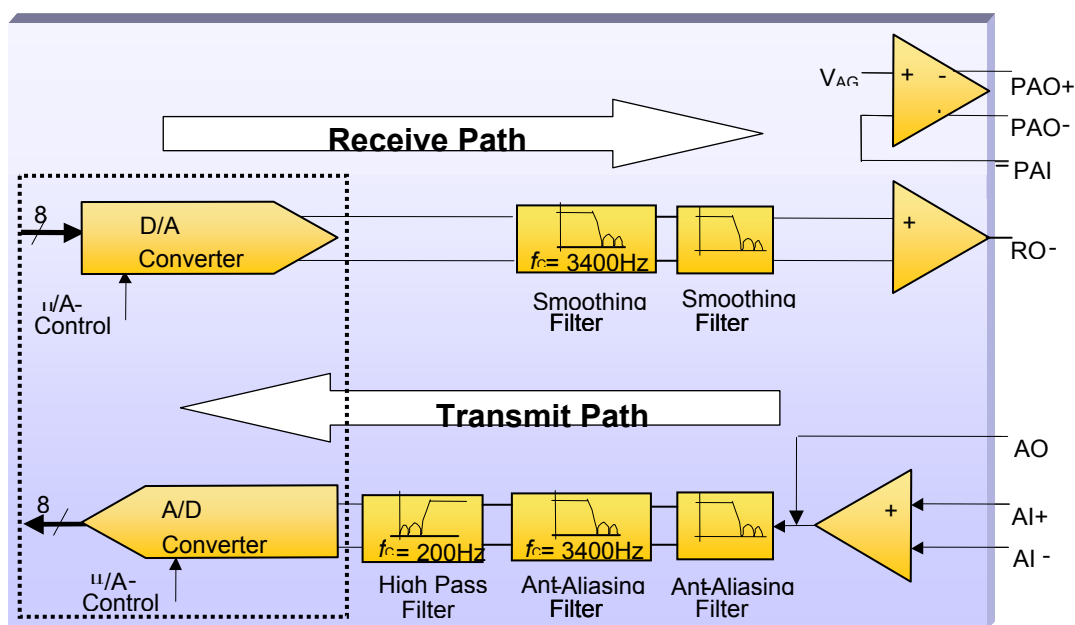 VAG
+ -
PAO+
PAO-
PAI
Receive Path
8
D/A
Converter
µ/A-
Control
fC= 3400Hz
Smoothing
Filter
Smoothing
Filter
+
RO-
Transmit Path
AO
8
A/D
Converter
µ/A-
Control
fC= 200Hz
High Pass
Filter
fC= 3400Hz
Ant-Aliasing
Filter
Ant-Aliasing
Filter
+
AI+
AI -